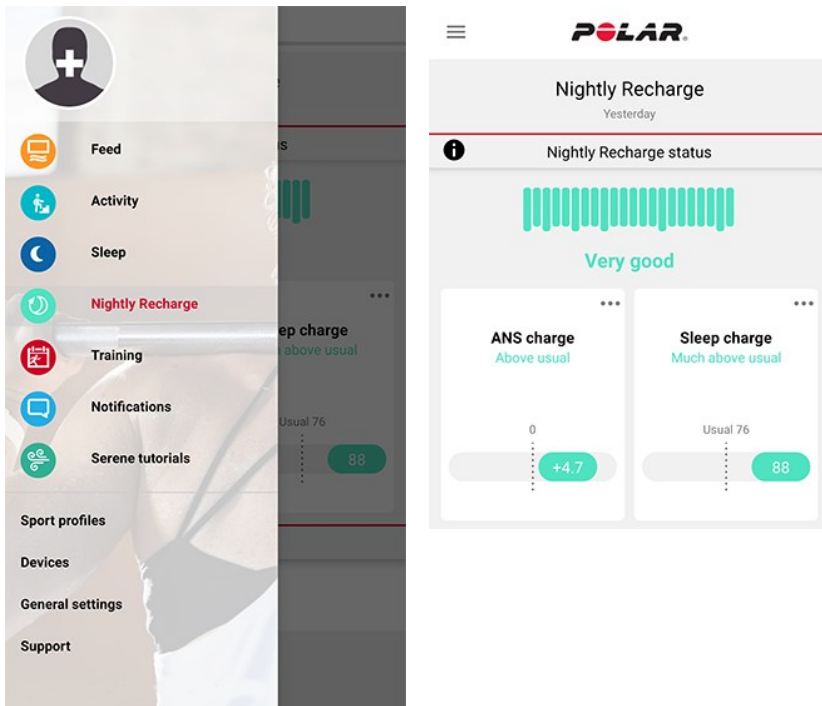 Feed
Activity
Sleep
Nightly Recharge
Training
Notifications
Serene tutorials
Sport profiles
Devices
General settings
Support
s
ep charge
above usual
Usual 76
88
POLAR.
Nightly Recharge
Yesterday
Nightly Recharge status
Very good
ANS charge
Above usual
0
+4.7
Sleep charge
Much above usual
Usual 76
88